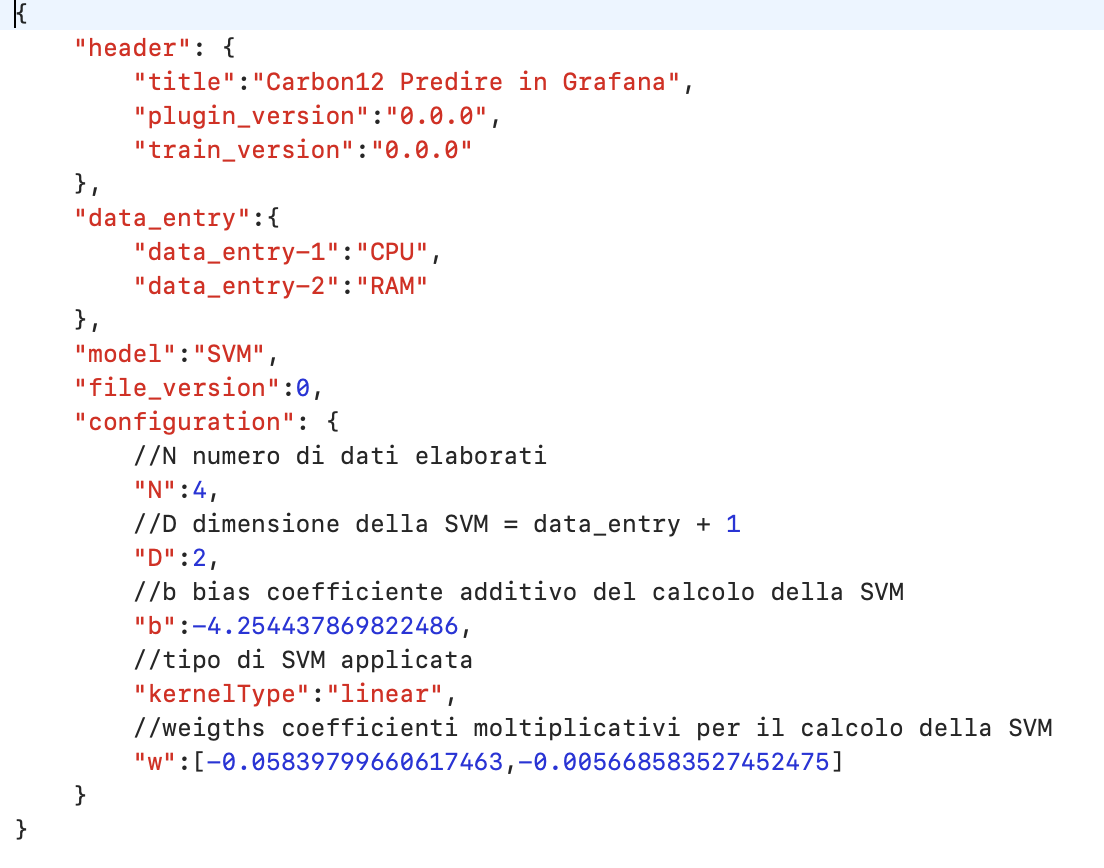 {
"header": {
"title":"Carbon12 Predire in Grafana",
"plugin_version":"0.0.0",
"train_version":"0.0.0"
},
"data_entry":{
"data_entry-1":"CPU",
"data_entry-2":"RAM"
},
"model":"SVM",
"file_version":0,
"configuration": {
//N numero di dati elaborati
"N":4,
//D dimensione della SVM = data_entry + 1
"D":2,
//b bias coefficiente additivo del calcolo della SVM
"b":-4.254437869822486,
//tipo di SVM applicata
"kernelType":"linear",
//weigths coefficienti moltiplicativi per il calcolo della SVM
"w":[-0.05839799660617463,-0.005668583527452475]
}
}